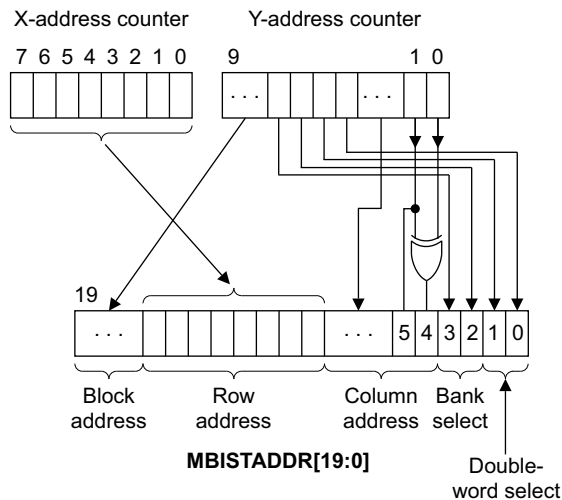 X-address counter
Y-address counter
7 6 5 4 3 2 1 0
9 1 0
. . . . . .
19
. . . . . . 5 4 3 2 1 0
Block address
Row address
Column address
Bank select
MBISTADDR[19:0]
Double-
word select